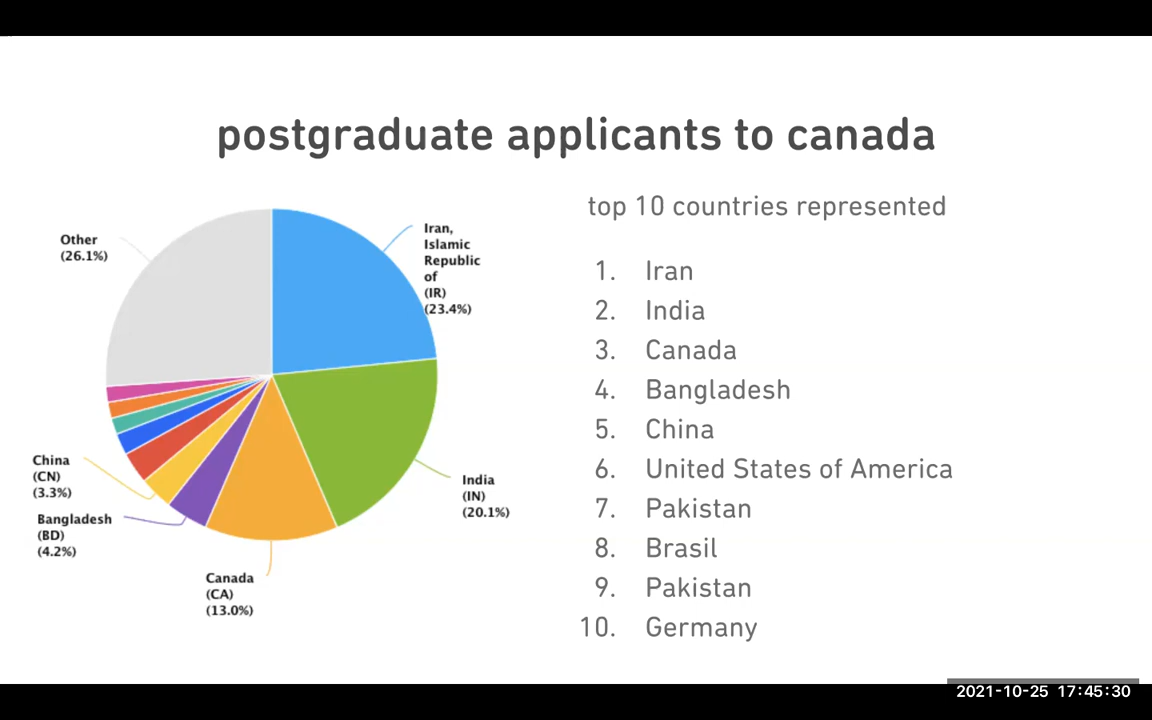 postgraduate applicants to canada
top 10 countries represented
Other
(26.1%)
Iran,
Islamic
Republic
of
(IR)
(23.4%)
China
(CN)
(3.3%)
Bangladesh
(BD)
(4.2%)
Canada
(CA)
(13.0%)
India
(IN)
(20.1%)
1. Iran
2. India
3. Canada
4. Bangladesh
5. China
6. United States of America
7. Pakistan
8. Brasil
9. Pakistan
10. Germany
2021-10-25 17:45:30